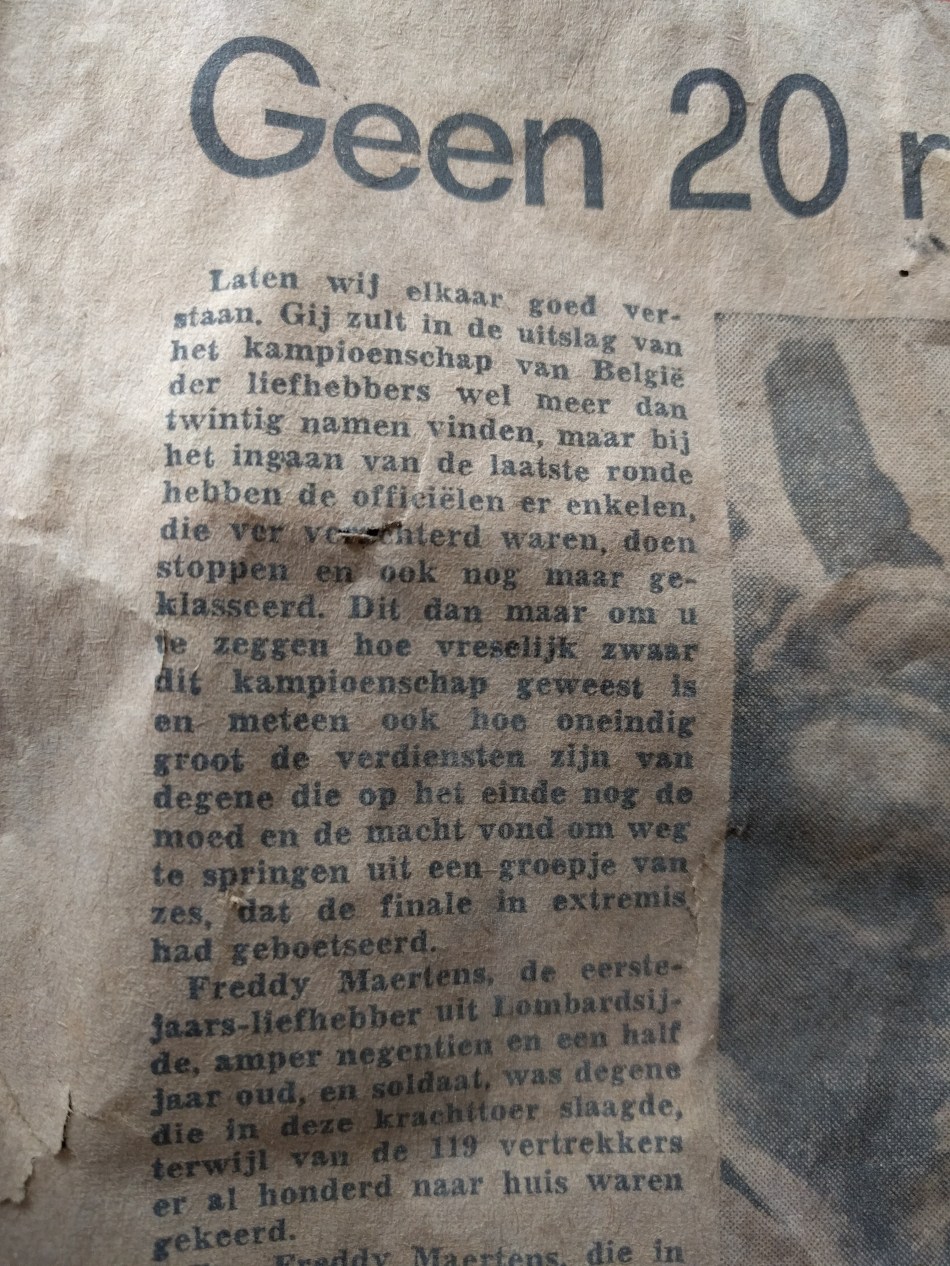 Geen 20
Laten wij elkaar goed ver-
staan. Gij zult in de uitslag van
het kampioenschap van België
der liefhebbers wel meer dan
twintig namen vinden, maar bij
het ingaan van de laatste ronde
hebben de officiëlen er enkelen,
die ver waren, doen
stoppen en ook nog maar ge-
klasseerd. Dit dan maar om u
te zeggen hoe vreselijk zwaar
dit kampioenschap geweest is
en meteen ook hoe oneindig
groot de verdiensten zijn van
degene die op het einde nog de
moed en de macht vond om weg
te springen uit een groepje van
zes, dat de finale in extremis
had geboetseerd.
Freddy Maertens, de eerste-
jaars-liefhebber uit Lombardsij-
de, amper negentien en een half
jaar oud, en soldaat, was degene
die in deze krachttoer slaagde,
terwijl van de 119 vertrekkers
er al honderd naar huis waren
gekeerd.
Freddy Maertens, die in